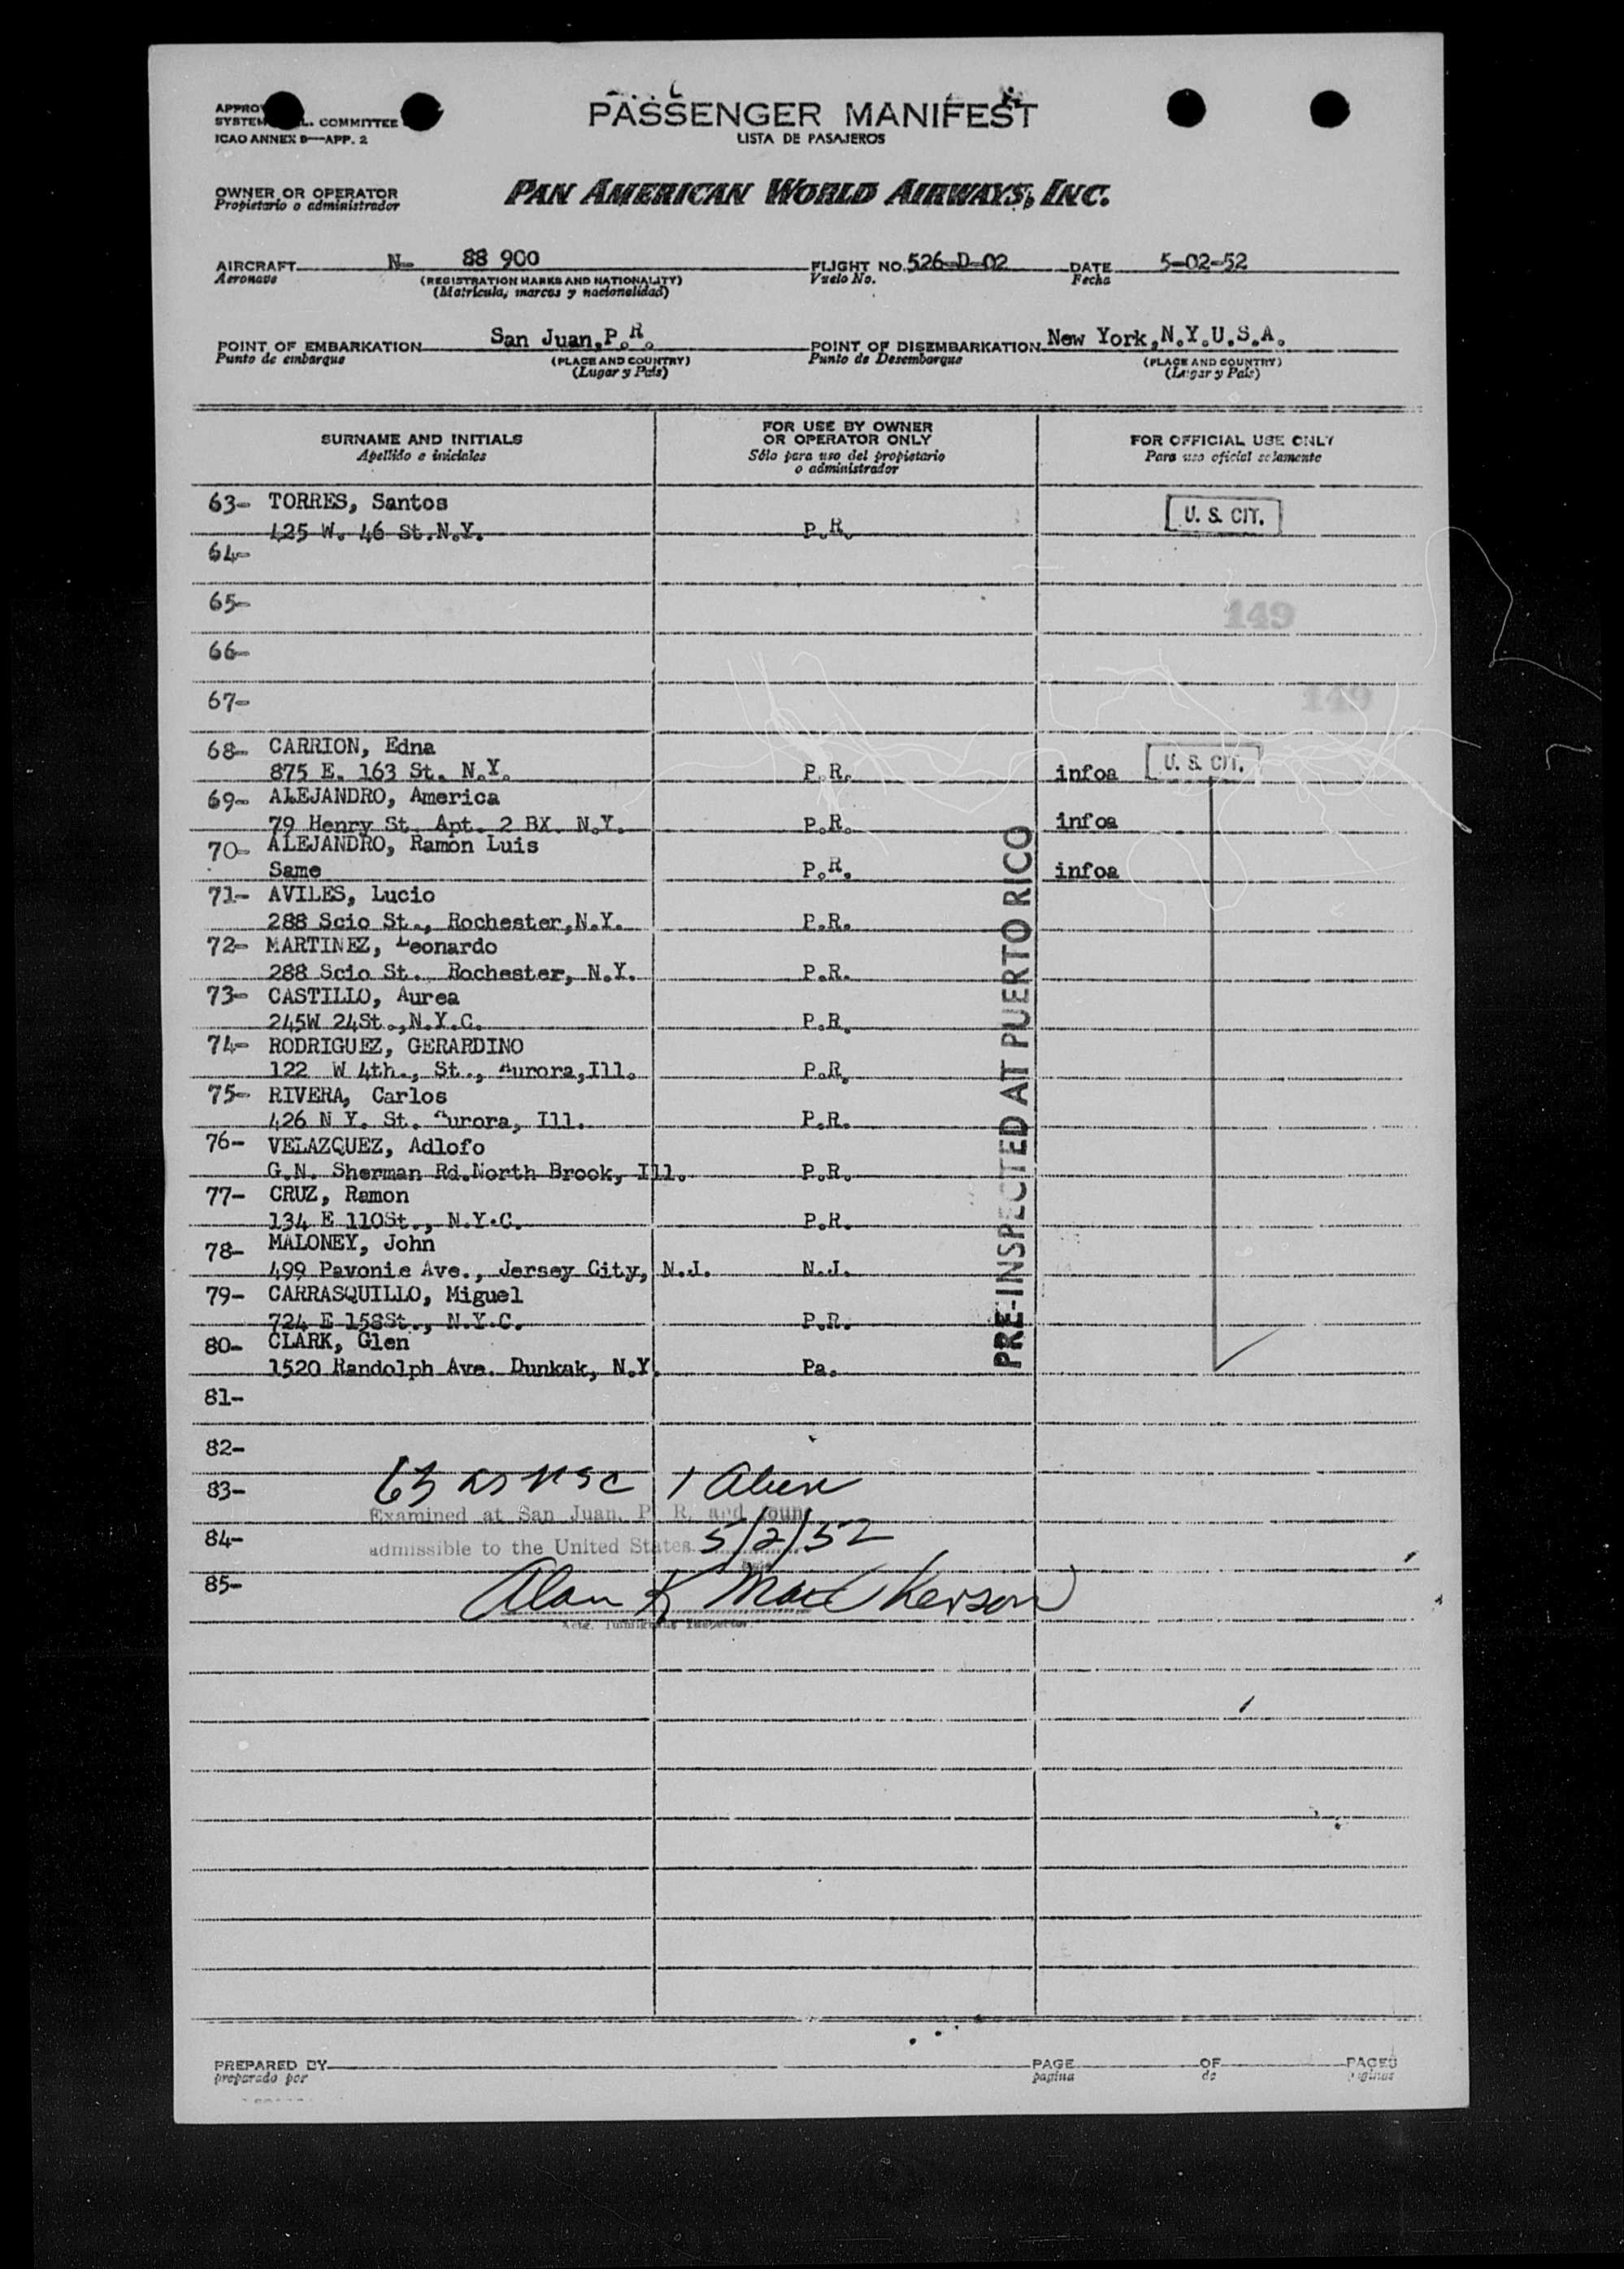 APPROV
SYSTEM L. COMMITTEE
ICAO ANNEX 9—APP. 2
PASSENGER MANIFEST
LISTA DE PASAJEROS
OWNER OR OPERATOR
Propietario o administrador
PAN AMERICAN WORLD AIRWAYS, INC.
AIRCRAFT N- 88 900 FLIGHT NO. 526-D-02 DATE 5-02-52
Aeronave (REGISTRATION MARKS AND NATIONALITY) Vuelo No. Fecha
(Matrícula, marcas y nacionalidad)
POINT OF EMBARKATION San Juan,P.R. POINT OF DISEMBARKATION New York,N.Y.U.S.A.
Punto de embarque (PLACE AND COUNTRY) Punto de Desembarque (PLACE AND COUNTRY)
(Lugar y País) (Lugar y País)
SURNAME AND INITIALS
Apellido e iniciales
FOR USE BY OWNER
OR OPERATOR ONLY
Sólo para uso del propietario
o administrador
FOR OFFICIAL USE ONLY
Para uso oficial solamente
63- TORRES, Santos U. S. CIT.
425 W. 46 St.N.Y. P.R.
64-
65- 149
66-
67- 149
68- CARRION, Edna U. S. CIT.
875 E. 163 St. N.Y. P.R. infoa
69- ALEJANDRO, America
79 Henry St. Apt. 2 BX. N.Y. P.R. infoa
70- ALEJANDRO, Ramon Luis
Same P.R. infoa
71- AVILES, Lucio
288 Scio St., Rochester,N.Y. P.R.
72- MARTINEZ, Leonardo
288 Scio St. Rochester, N.Y. P.R.
73- CASTILLO, Aurea
245W 24St.,N.Y.C. P.R.
74- RODRIGUEZ, GERARDINO
122 W 4th., St., Aurora,Ill. P.R.
75- RIVERA, Carlos
426 N Y. St. Aurora, Ill. P.R.
76- VELAZQUEZ, Adlofo
G.N. Sherman Rd.North Brook, Ill. P.R.
77- CRUZ, Ramon
134 E 110St., N.Y.C. P.R.
78- MALONEY, John
499 Pavonie Ave., Jersey City, N.J. N.J.
79- CARRASQUILLO, Miguel
724 E 158St., N.Y.C. P.R.
80- CLARK, Glen
1520 Randolph Ave. Dunkak, N.Y. Pa.
PRE-INSPECTED AT PUERTO RICO
81-
82-
83- 63 1 Alien
Examined at San Juan, P. R. and foun
84- admissible to the United States 5/2/52
85- Alan K MacPherson
Actg. Immigrant Inspector
PREPARED BY PAGE OF PAGES
preparado por pagina de paginas